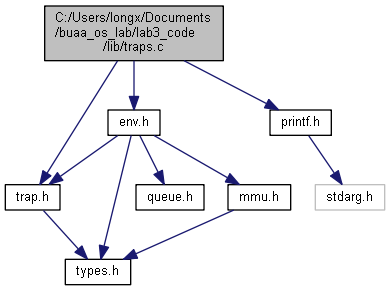 C:/Users/longx/Documents
/buaa_os_lab/lab3_code
/lib/traps.c
env.h
printf.h
trap.h
queue.h
mmu.h
stdarg.h
types.h